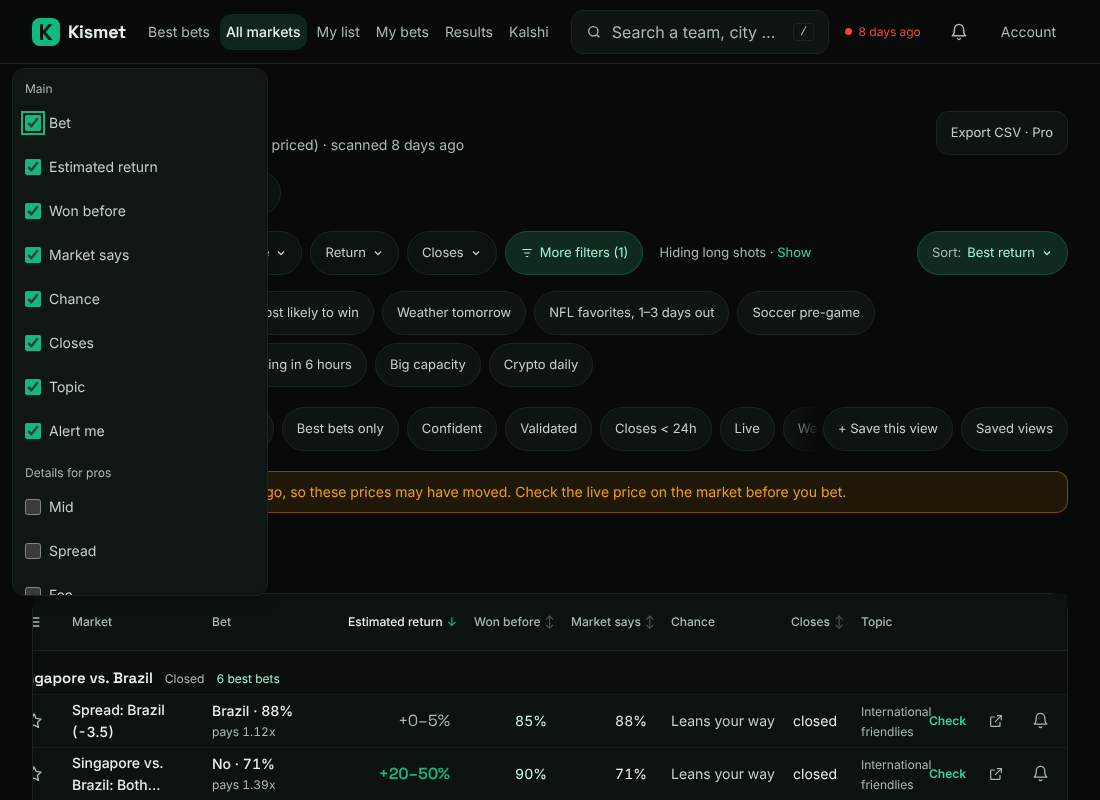 K Kismet Best bets All markets My list My bets Results Kalshi Search a team, city ... / 8 days ago Account
Main
Bet
Export CSV · Pro
priced) · scanned 8 days ago
Estimated return
Won before
Return Closes More filters (1) Hiding long shots · Show Sort: Best return
Market says
Chance
ost likely to win Weather tomorrow NFL favorites, 1–3 days out Soccer pre-game
Closes
ing in 6 hours Big capacity Crypto daily
Topic
Alert me
Best bets only Confident Validated Closes < 24h Live We + Save this view Saved views
Details for pros
go, so these prices may have moved. Check the live price on the market before you bet.
Mid
Spread
Market Bet Estimated return ↓ Won before Market says Chance Closes Topic
gapore vs. Brazil Closed 6 best bets
Spread: Brazil (-3.5) Brazil · 88% pays 1.12x +0–5% 85% 88% Leans your way closed International friendlies Check
Singapore vs. Brazil: Both... No · 71% pays 1.39x +20–50% 90% 71% Leans your way closed International friendlies Check